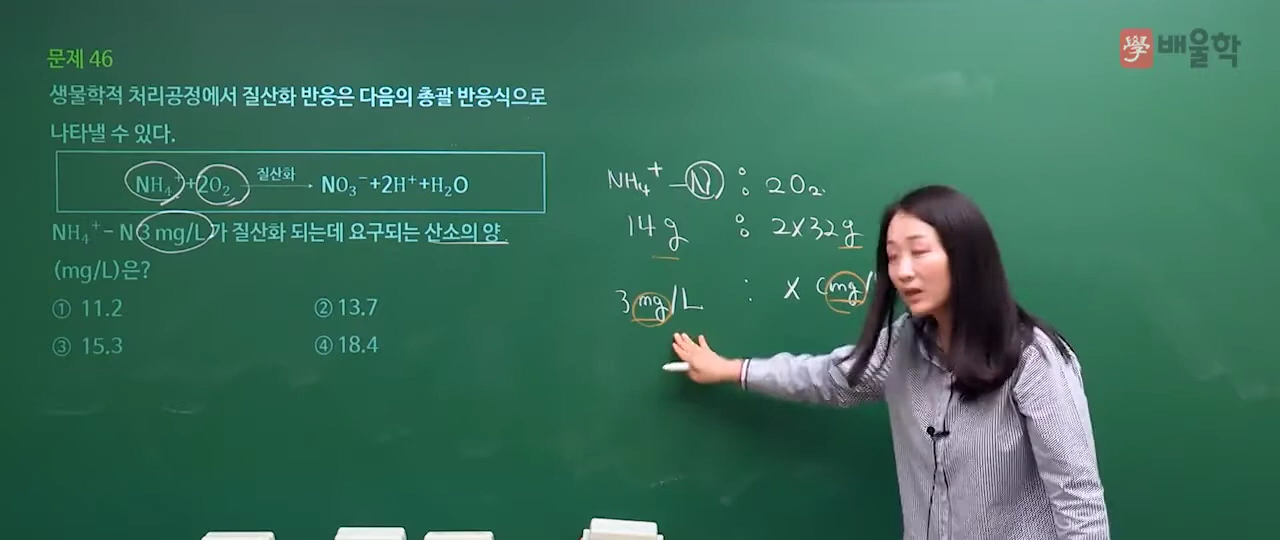 문제 46
생물학적 처리공정에서 질산화 반응은 다음의 총괄 반응식으로
나타낼 수 있다.
NH₄⁺+2O₂ 질산화→ NO₃⁻+2H⁺+H₂O
NH₄⁺− N 3 mg/L가 질산화 되는데 요구되는 산소의 양
(mg/L)은?
① 11.2 ② 13.7
③ 15.3 ④ 18.4
學 배울학
NH₄⁺−N : 2O₂
14 g : 2×32 g
3 mg/L : X (mg/